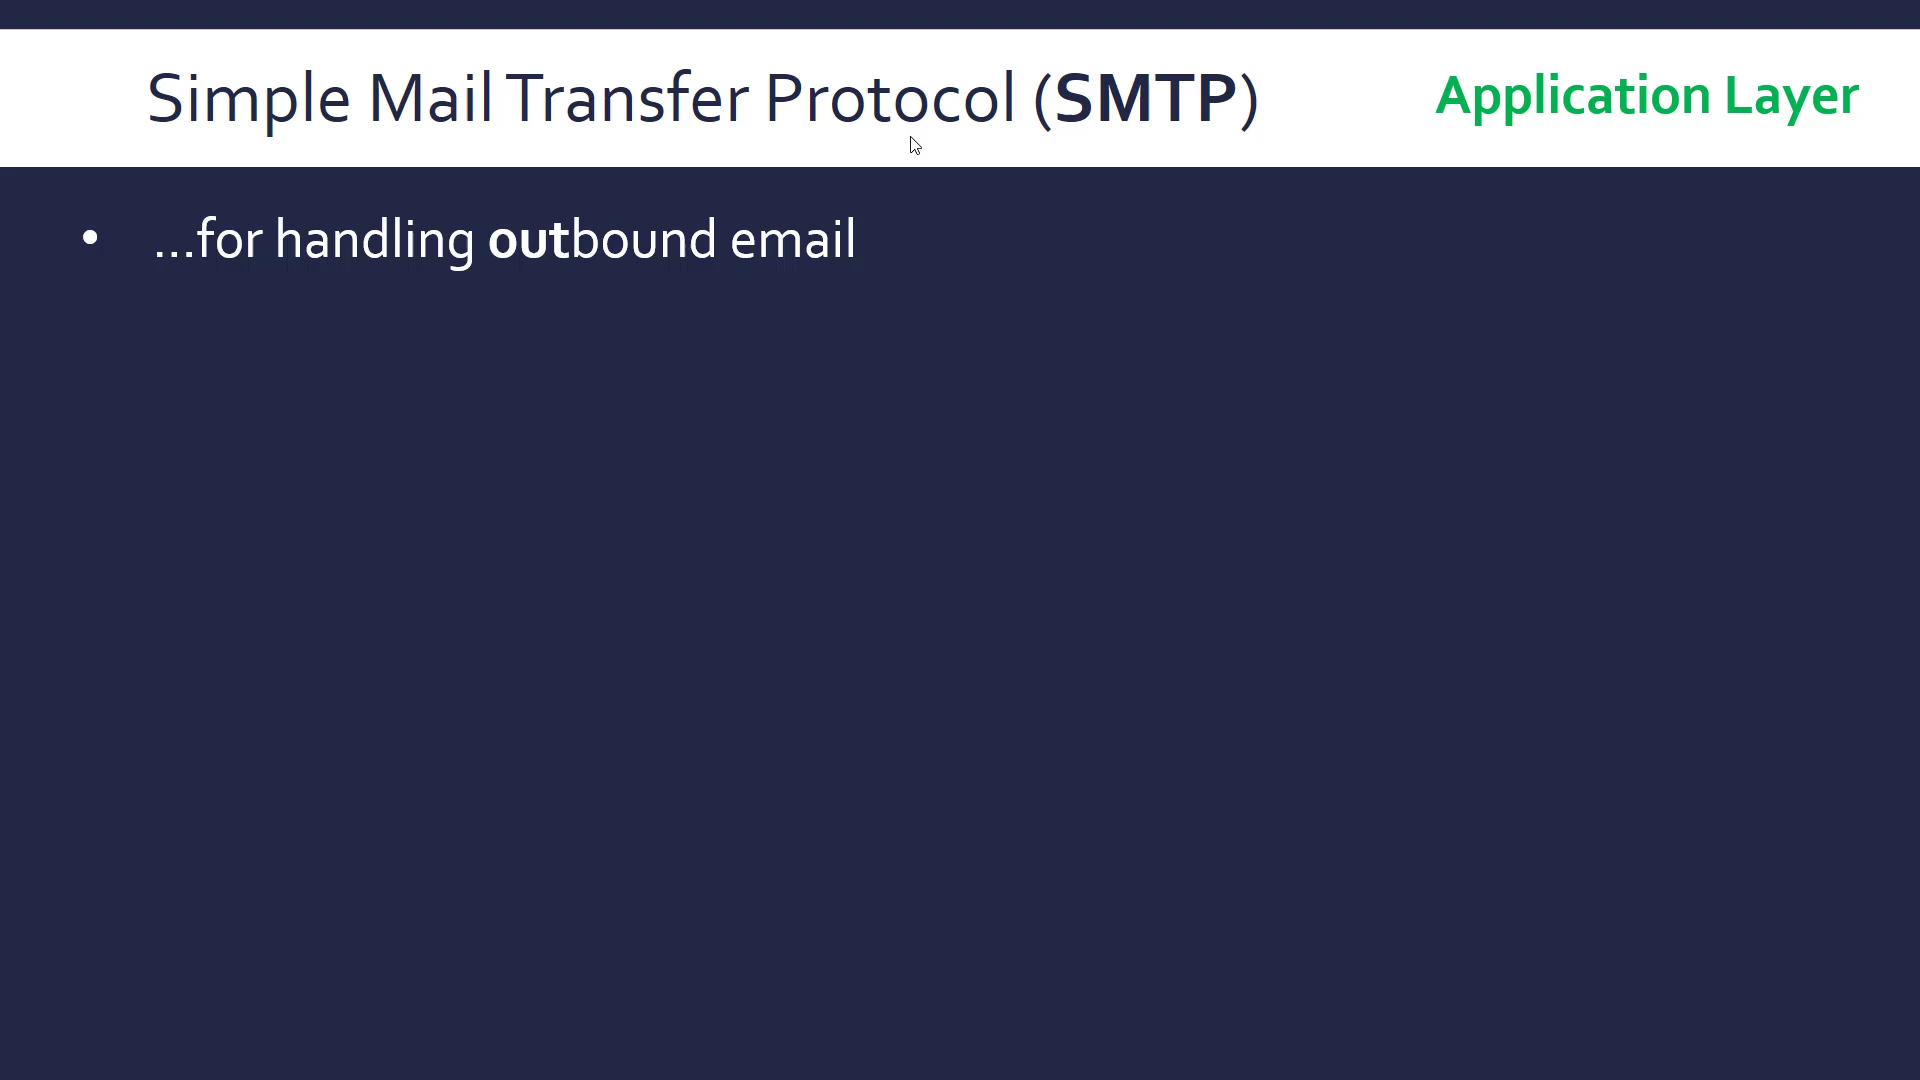 Simple Mail Transfer Protocol (SMTP) Application Layer
• ...for handling outbound email